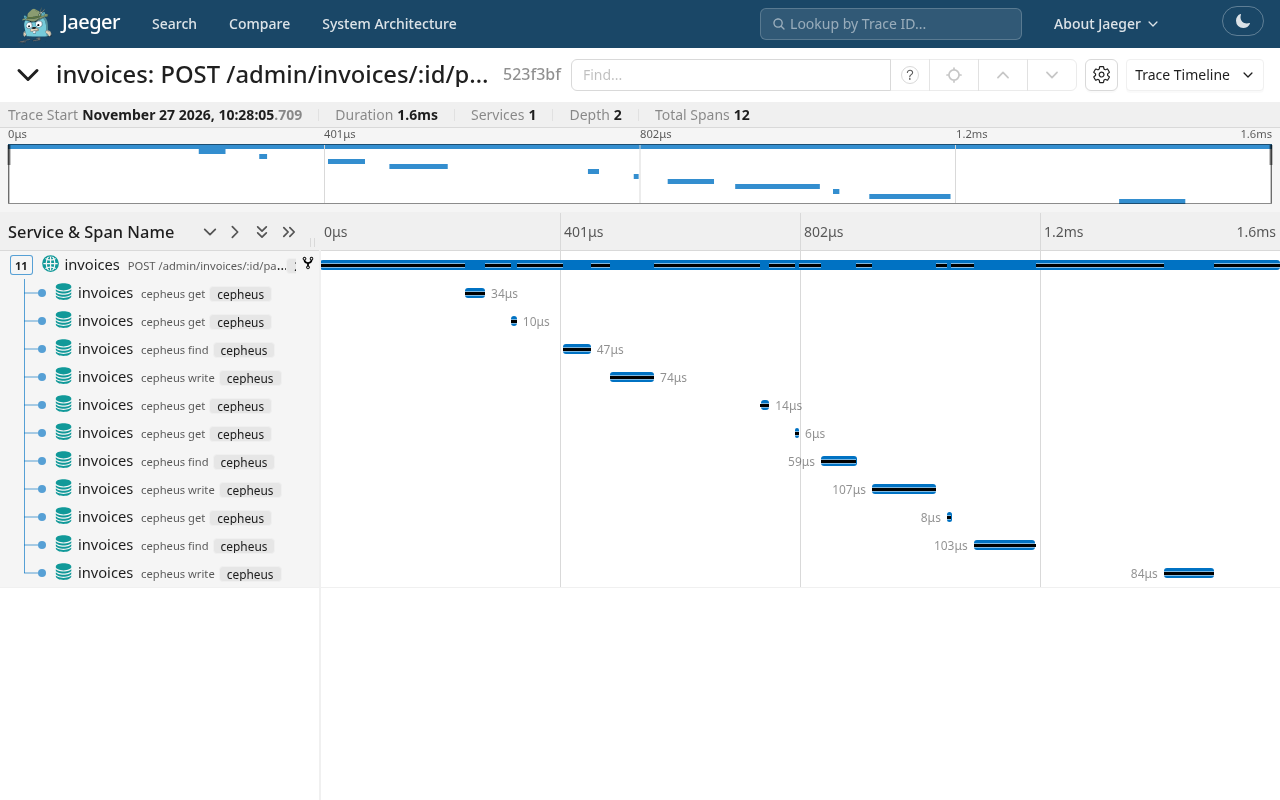 Jaeger Search Compare System Architecture Lookup by Trace ID... About Jaeger
invoices: POST /admin/invoices/:id/p... 523f3bf Find... ? Trace Timeline
Trace Start November 27 2026, 10:28:05.709 Duration 1.6ms Services 1 Depth 2 Total Spans 12
0μs 401μs 802μs 1.2ms 1.6ms
Service & Span Name 0μs 401μs 802μs 1.2ms 1.6ms
11 invoices POST /admin/invoices/:id/pa...
invoices cepheus get cepheus 34μs
invoices cepheus get cepheus 10μs
invoices cepheus find cepheus 47μs
invoices cepheus write cepheus 74μs
invoices cepheus get cepheus 14μs
invoices cepheus get cepheus 6μs
invoices cepheus find cepheus 59μs
invoices cepheus write cepheus 107μs
invoices cepheus get cepheus 8μs
invoices cepheus find cepheus 103μs
invoices cepheus write cepheus 84μs